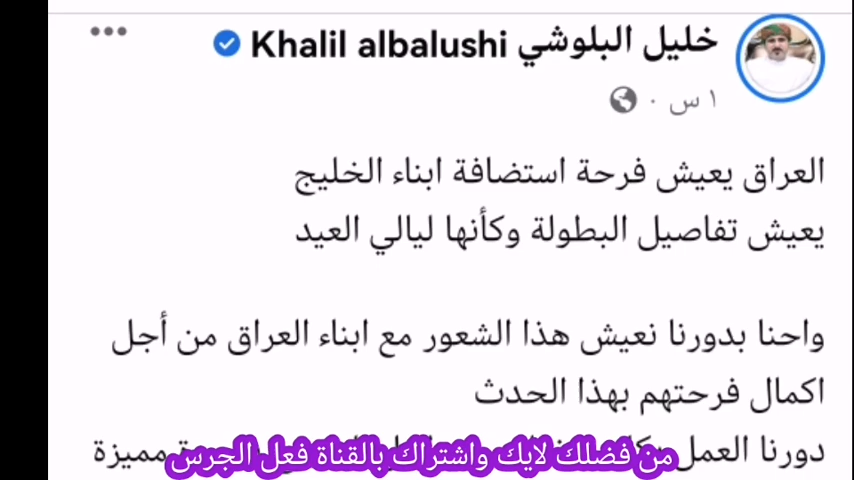 خليل البلوشي Khalil albalushi
١ س ·
العراق يعيش فرحة استضافة ابناء الخليج
يعيش تفاصيل البطولة وكأنها ليالي العيد
واحنا بدورنا نعيش هذا الشعور مع ابناء العراق من أجل
اكمال فرحتهم بهذا الحدث
دورنا العمل مميزة
من فضلك لايك واشتراك بالقناة فعل الجرس